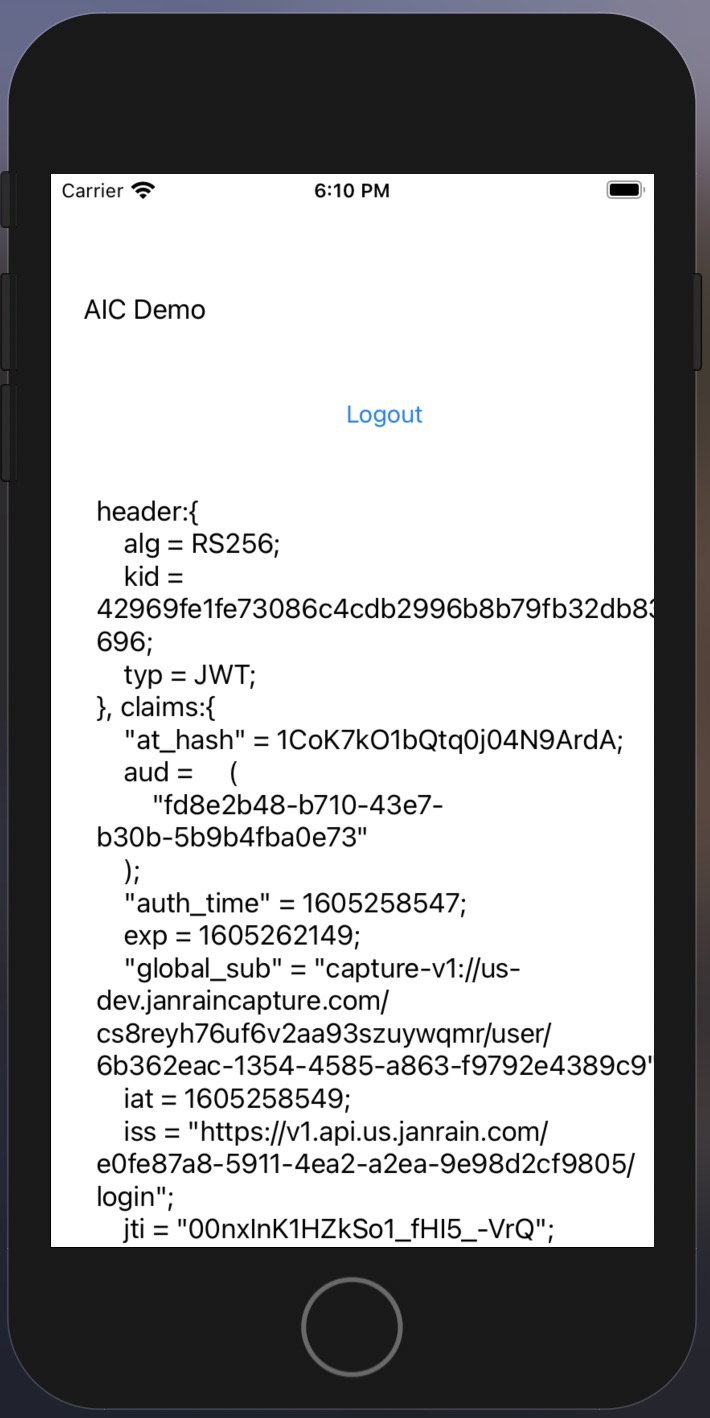 Carrier 6:10 PM
AIC Demo
Logout
header:{
alg = RS256;
kid =
42969fe1fe73086c4cdb2996b8b79fb32db83
696;
typ = JWT;
}, claims:{
"at_hash" = 1CoK7kO1bQtq0j04N9ArdA;
aud = (
"fd8e2b48-b710-43e7-
b30b-5b9b4fba0e73"
);
"auth_time" = 1605258547;
exp = 1605262149;
"global_sub" = "capture-v1://us-
dev.janraincapture.com/
cs8reyh76uf6v2aa93szuywqmr/user/
6b362eac-1354-4585-a863-f9792e4389c9"
iat = 1605258549;
iss = "https://v1.api.us.janrain.com/
e0fe87a8-5911-4ea2-a2ea-9e98d2cf9805/
login";
jti = "00nxInK1HZkSo1_fHI5_-VrQ";